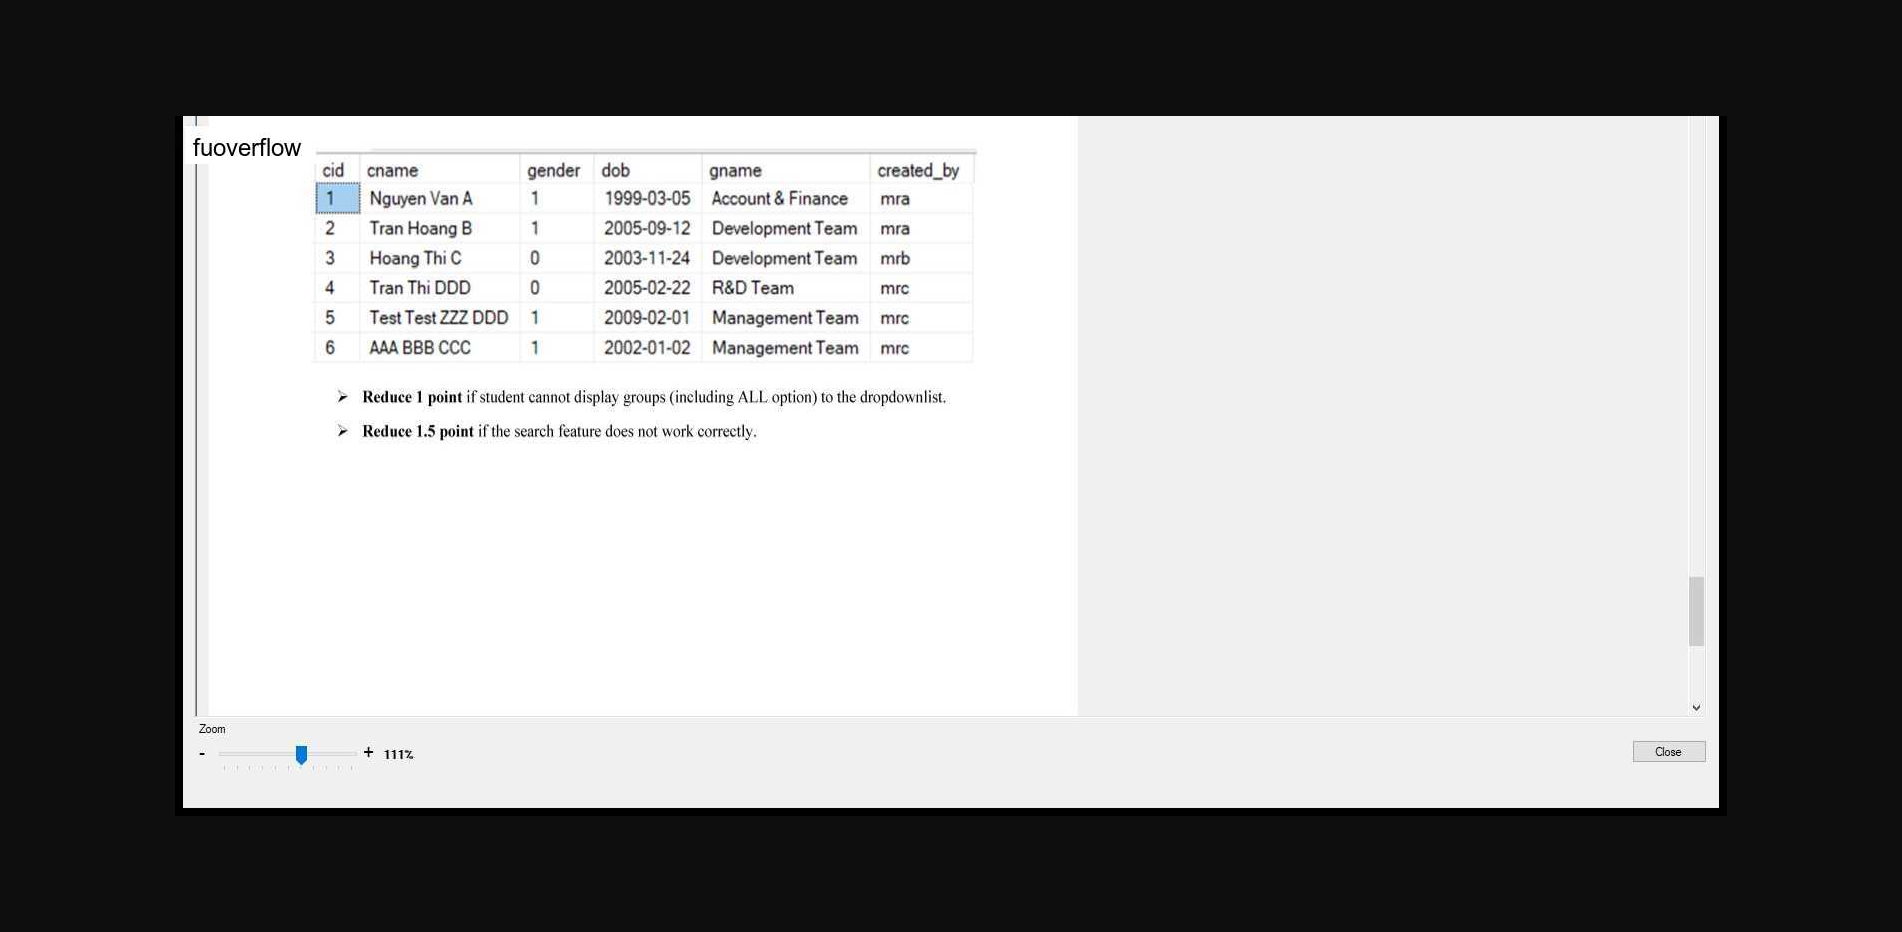 fuoverflow
cid cname gender dob gname created_by
1 Nguyen Van A 1 1999-03-05 Account & Finance mra
2 Tran Hoang B 1 2005-09-12 Development Team mra
3 Hoang Thi C 0 2003-11-24 Development Team mrb
4 Tran Thi DDD 0 2005-02-22 R&D Team mrc
5 Test Test ZZZ DDD 1 2009-02-01 Management Team mrc
6 AAA BBB CCC 1 2002-01-02 Management Team mrc
➢ Reduce 1 point if student cannot display groups (including ALL option) to the dropdownlist.
➢ Reduce 1.5 point if the search feature does not work correctly.
Zoom
- + 111%
Close